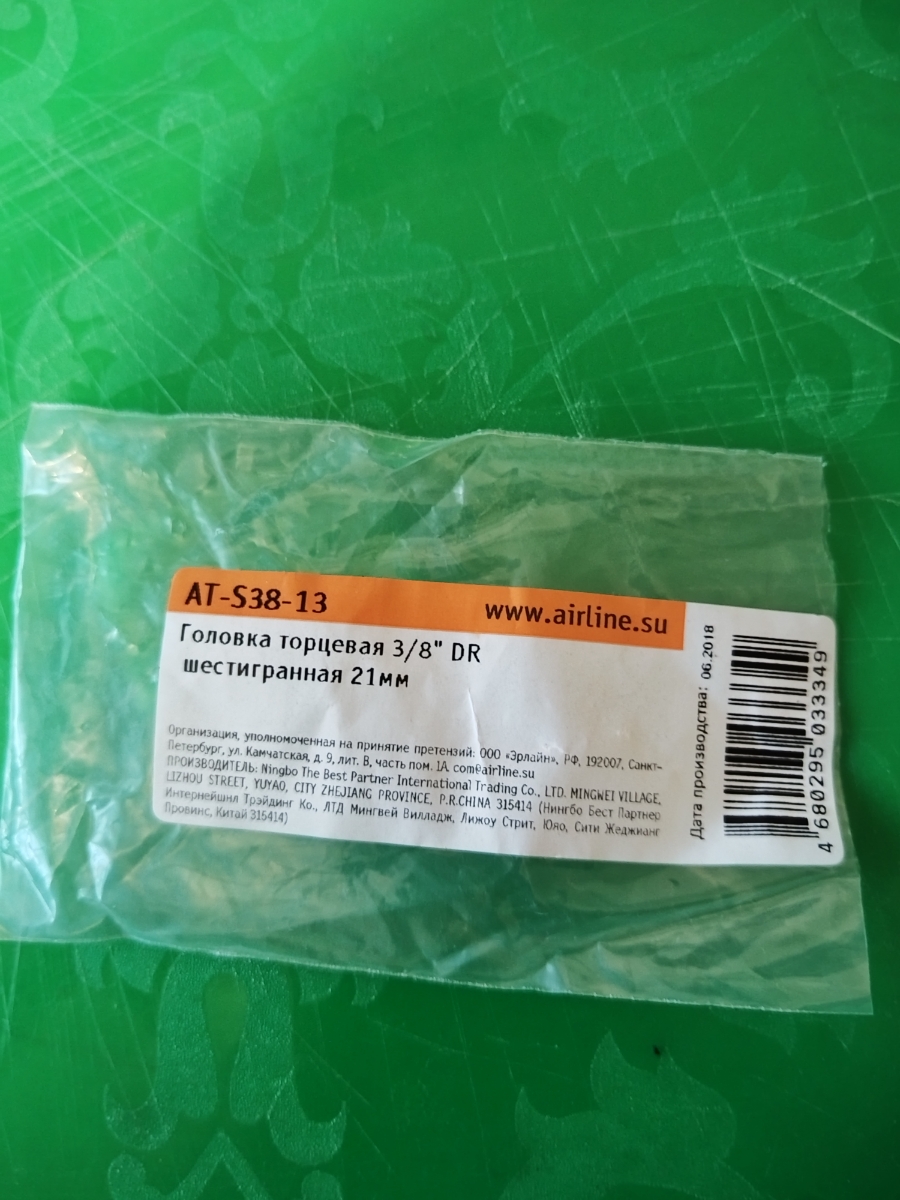 AT-S38-13
www.airline.su
Головка торцевая 3/8" DR
шестигранная 21мм
Организация, уполномоченная на принятие претензий: ООО «Эрлайн», РФ, 192007, Санкт-
Петербург, ул. Камчатская, д. 9, лит. В, часть пом. 1А, com@airline.su
ПРОИЗВОДИТЕЛЬ: Ningbo The Best Partner International Trading Co., LTD. MINGWEI VILLAGE,
LIZHOU STREET, YUYAO, CITY ZHEJIANG PROVINCE, P.R.CHINA 315414 (Нингбо Бест Партнер
Интернейшнл Трэйдинг Ко., ЛТД Мингвей Вилладж, Лижоу Стрит, Юяо, Сити Жеджианг
Провинс, Китай 315414)
Дата производства: 06.2018
4 680295 033349